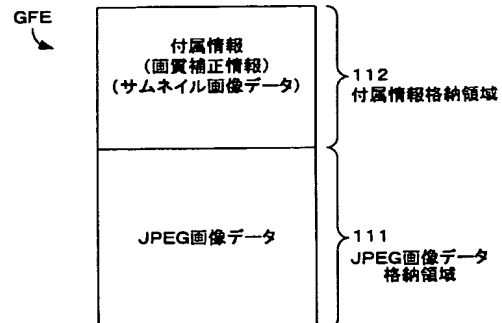 GFE
付属情報
(画質補正情報)
(サムネイル画像データ)
112
付属情報格納領域
JPEG画像データ
111
JPEG画像データ
格納領域